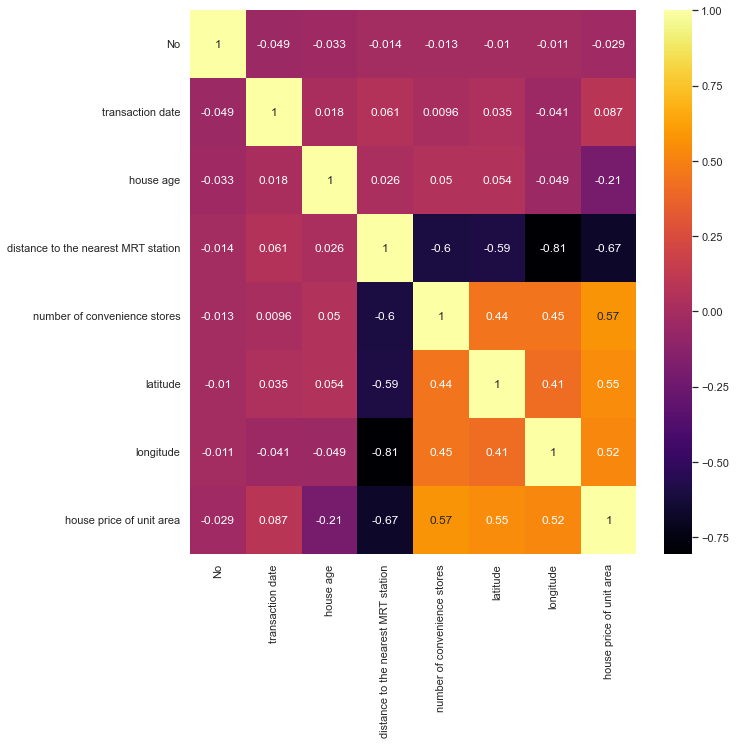 No 1 -0.049 -0.033 -0.014 -0.013 -0.01 -0.011 -0.029
transaction date -0.049 1 0.018 0.061 0.0096 0.035 -0.041 0.087
house age -0.033 0.018 1 0.026 0.05 0.054 -0.049 -0.21
distance to the nearest MRT station -0.014 0.061 0.026 1 -0.6 -0.59 -0.81 -0.67
number of convenience stores -0.013 0.0096 0.05 -0.6 1 0.44 0.45 0.57
latitude -0.01 0.035 0.054 -0.59 0.44 1 0.41 0.55
longitude -0.011 -0.041 -0.049 -0.81 0.45 0.41 1 0.52
house price of unit area -0.029 0.087 -0.21 -0.67 0.57 0.55 0.52 1
No
transaction date
house age
distance to the nearest MRT station
number of convenience stores
latitude
longitude
house price of unit area
1.00
0.75
0.50
0.25
0.00
−0.25
−0.50
−0.75